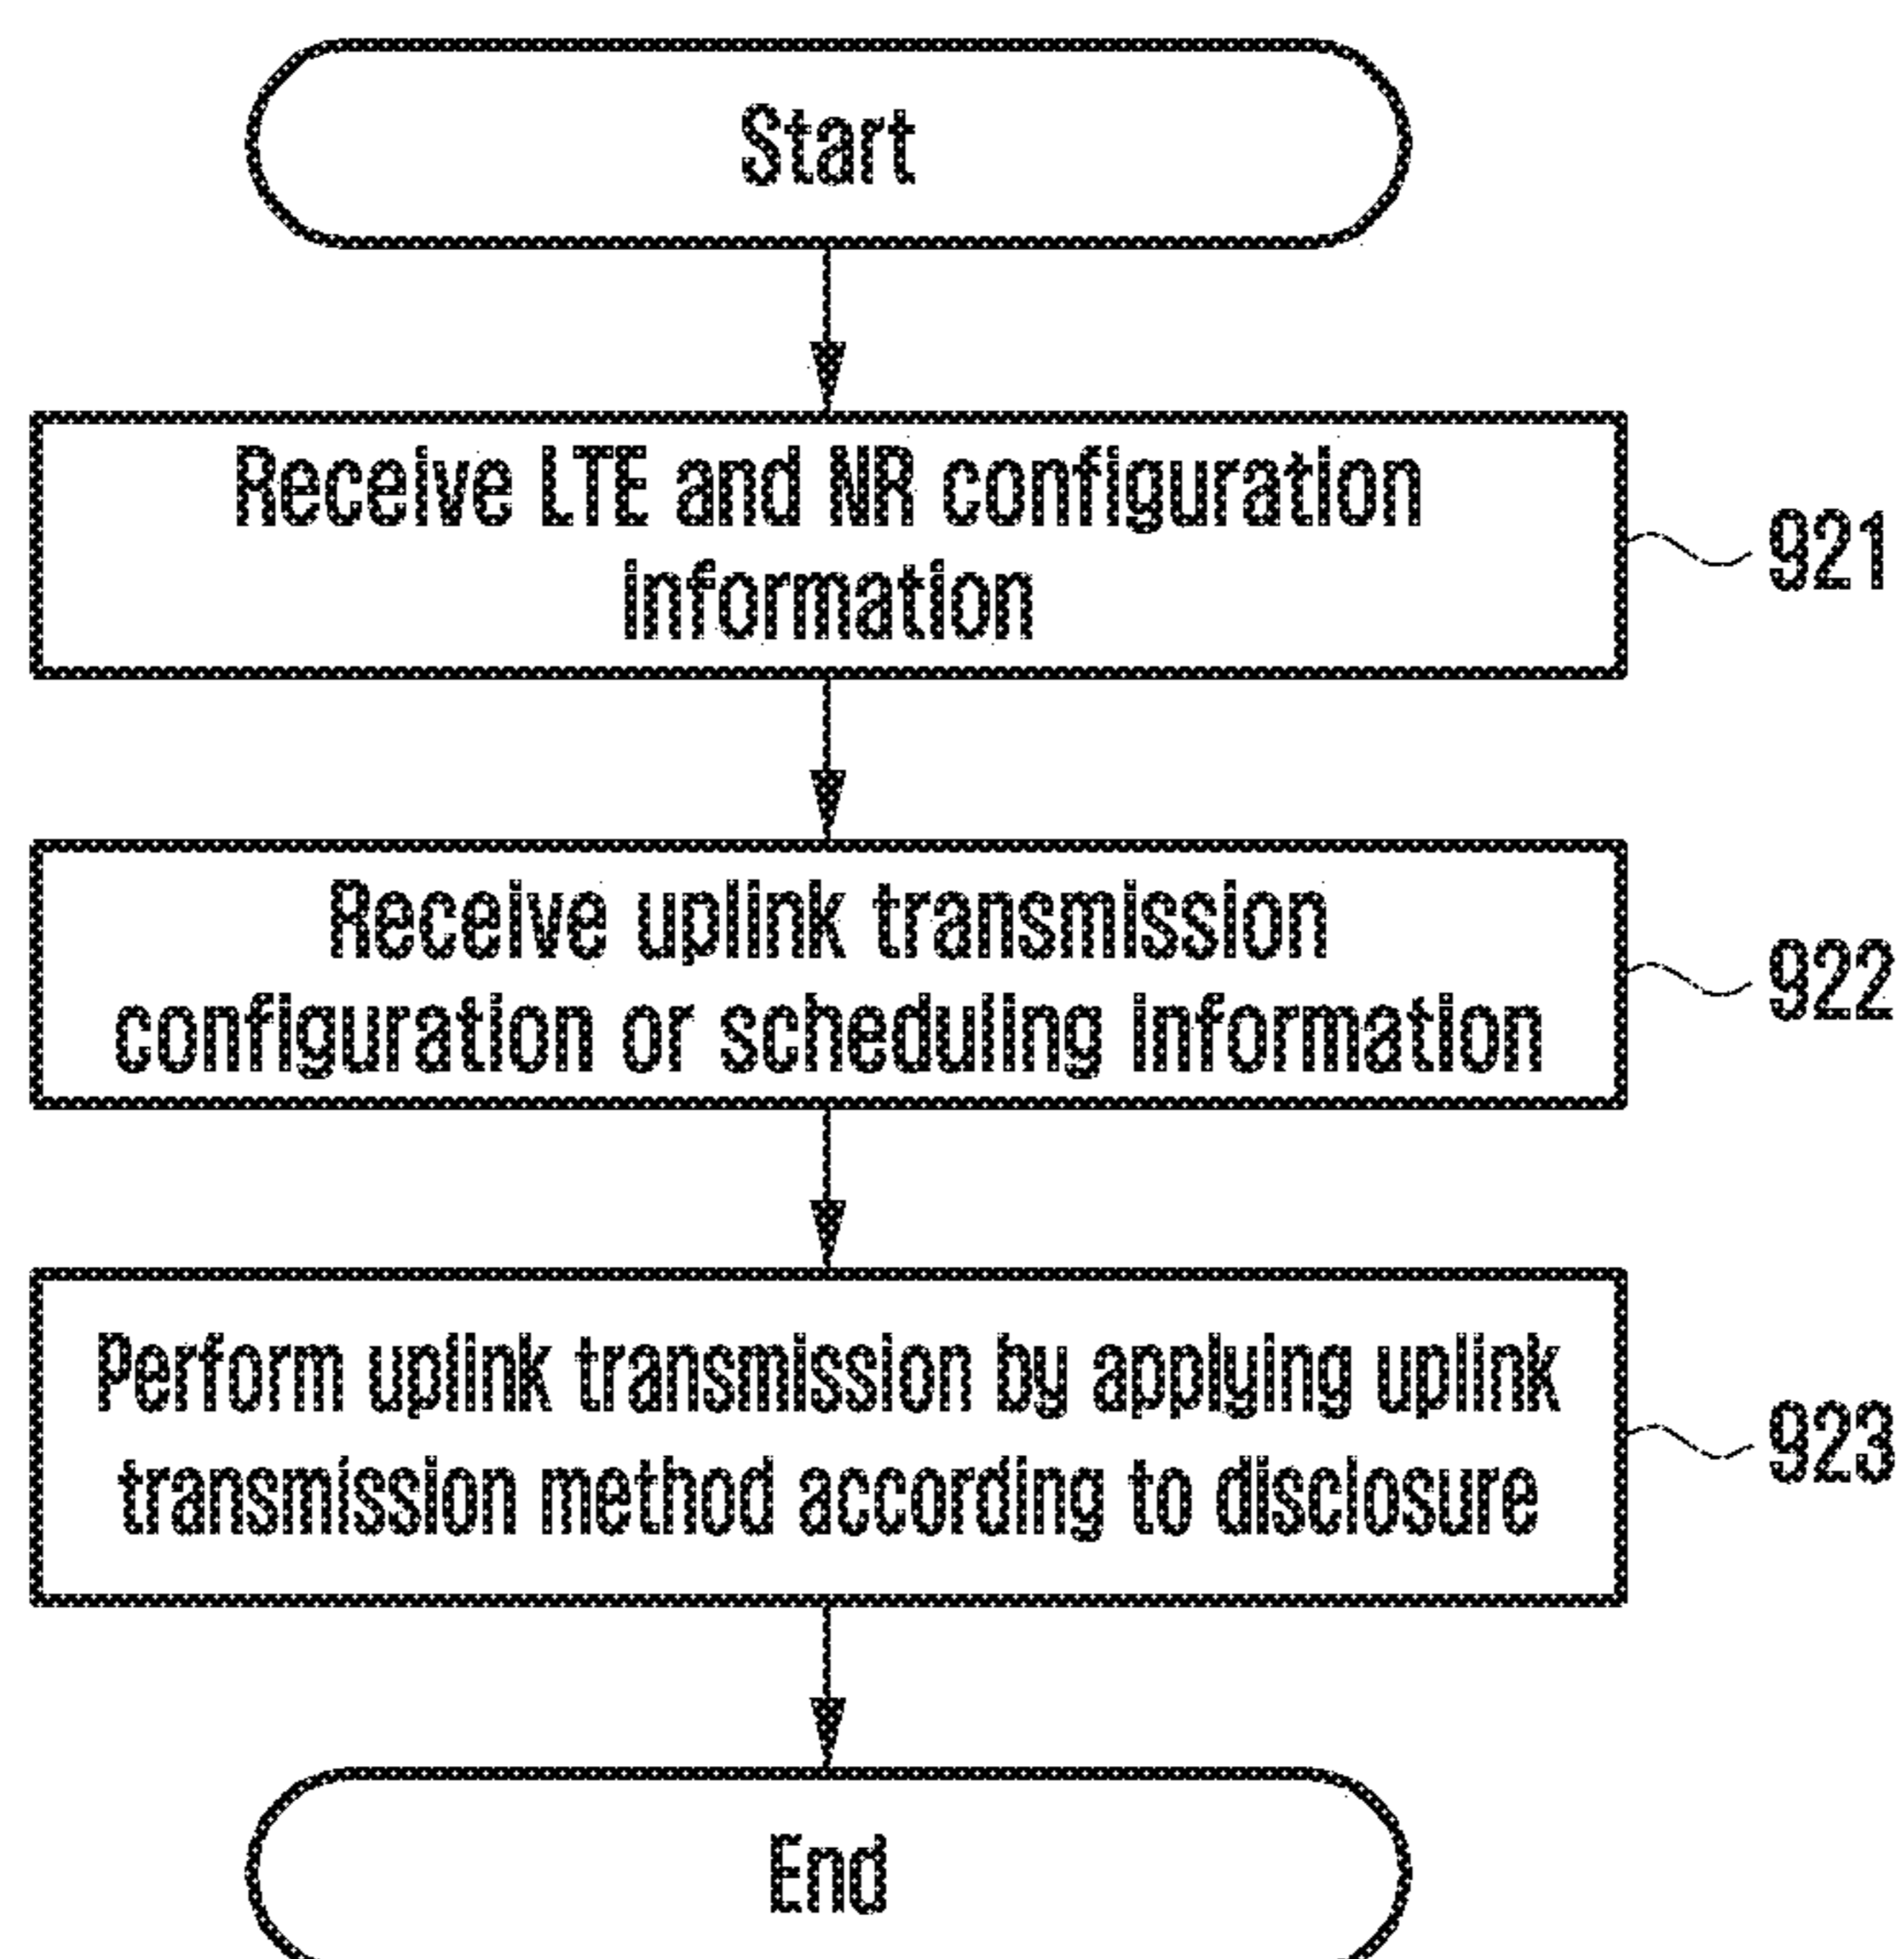 Start
Receive LTE and NR configuration
information
921
Receive uplink transmission
configuration or scheduling information
922
Perform uplink transmission by applying uplink
transmission method according to disclosure
923
End